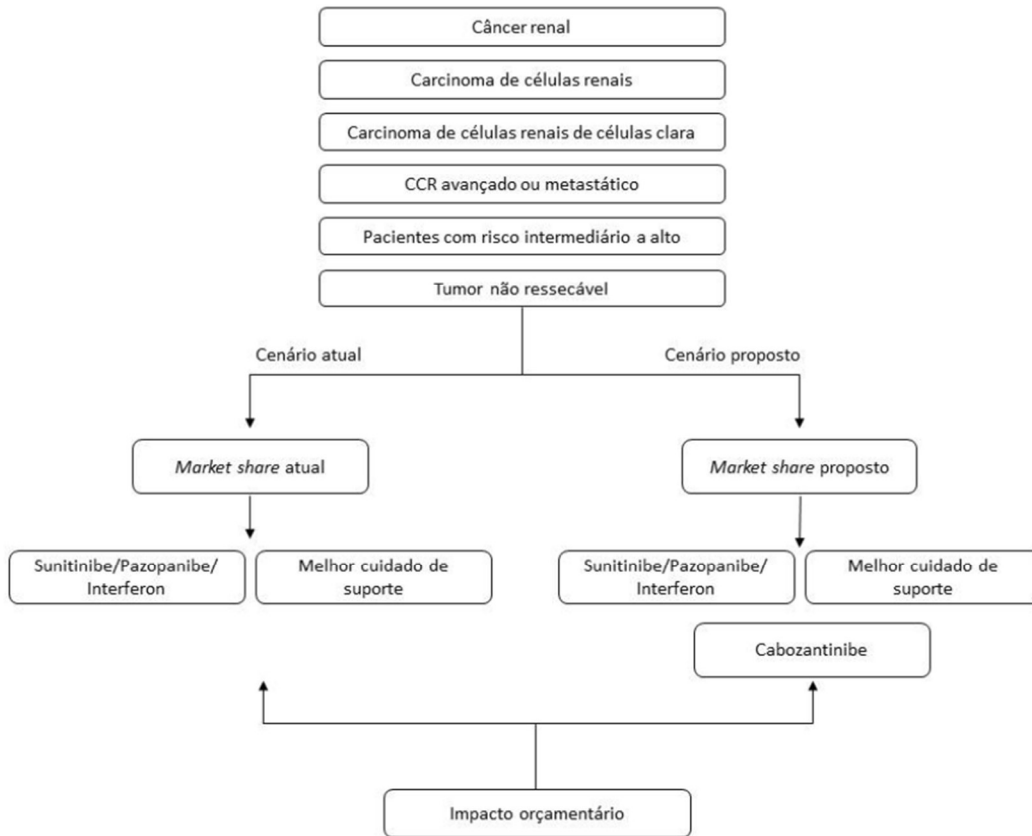 Câncer renal
Carcinoma de células renais
Carcinoma de células renais de células clara
CCR avançado ou metastático
Pacientes com risco intermediário a alto
Tumor não ressecável
Cenário atual
Cenário proposto
Market share atual
Market share proposto
Sunitinibe/Pazopanibe/
Interferon
Melhor cuidado de
suporte
Sunitinibe/Pazopanibe/
Interferon
Melhor cuidado de
suporte
Cabozantinibe
Impacto orçamentário